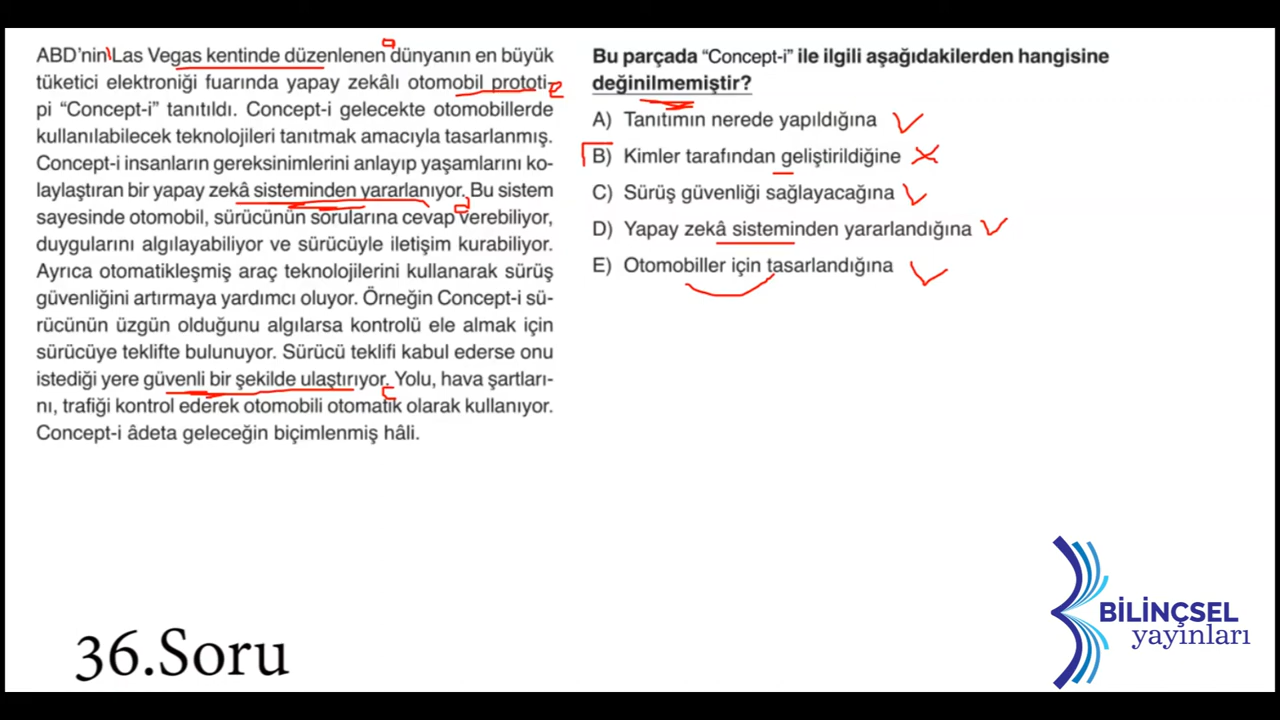 ABD'nin Las Vegas kentinde düzenlenen dünyanın en büyük
tüketici elektroniği fuarında yapay zekâlı otomobil prototi-
pi “Concept-i” tanıtıldı. Concept-i gelecekte otomobillerde
kullanılabilecek teknolojileri tanıtmak amacıyla tasarlanmış.
Concept-i insanların gereksinimlerini anlayıp yaşamlarını ko-
laylaştıran bir yapay zekâ sisteminden yararlanıyor. Bu sistem
sayesinde otomobil, sürücünün sorularına cevap verebiliyor,
duygularını algılayabiliyor ve sürücüyle iletişim kurabiliyor.
Ayrıca otomatikleşmiş araç teknolojilerini kullanarak sürüş
güvenliğini artırmaya yardımcı oluyor. Örneğin Concept-i sü-
rücünün üzgün olduğunu algılarsa kontrolü ele almak için
sürücüye teklifte bulunuyor. Sürücü teklifi kabul ederse onu
istediği yere güvenli bir şekilde ulaştırıyor. Yolu, hava şartları-
nı, trafiği kontrol ederek otomobili otomatik olarak kullanıyor.
Concept-i âdeta geleceğin biçimlenmiş hâli.
Bu parçada “Concept-i” ile ilgili aşağıdakilerden hangisine
değinilmemiştir?
A) Tanıtımın nerede yapıldığına
B) Kimler tarafından geliştirildiğine
C) Sürüş güvenliği sağlayacağına
D) Yapay zekâ sisteminden yararlandığına
E) Otomobiller için tasarlandığına
36.Soru
BİLİNÇSEL
yayınları